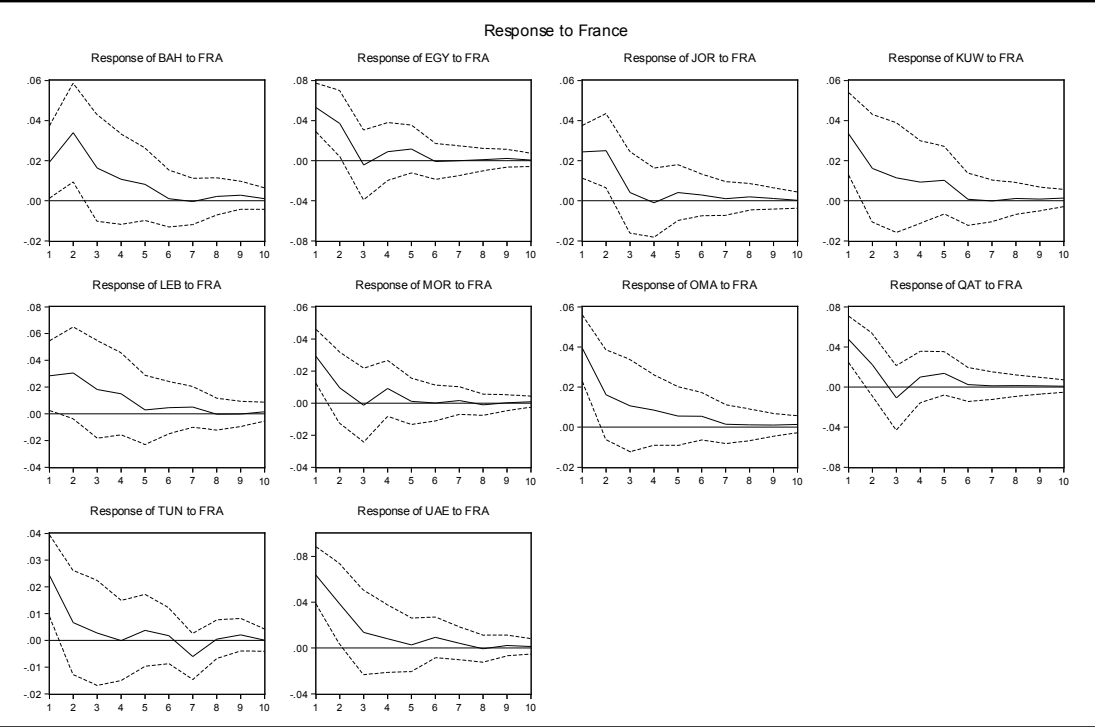 Response to France
Response of BAH to FRA
.06
.04
.02
.00
-.02
1 2 3 4 5 6 7 8 9 10
Response of EGY to FRA
.08
.04
.00
-.04
-.08
1 2 3 4 5 6 7 8 9 10
Response of JOR to FRA
.06
.04
.02
.00
-.02
1 2 3 4 5 6 7 8 9 10
Response of KUW to FRA
.06
.04
.02
.00
-.02
1 2 3 4 5 6 7 8 9 10
Response of LEB to FRA
.08
.06
.04
.02
.00
-.02
-.04
1 2 3 4 5 6 7 8 9 10
Response of MOR to FRA
.06
.04
.02
.00
-.02
-.04
1 2 3 4 5 6 7 8 9 10
Response of OMA to FRA
.06
.04
.02
.00
-.02
1 2 3 4 5 6 7 8 9 10
Response of QAT to FRA
.08
.04
.00
-.04
-.08
1 2 3 4 5 6 7 8 9 10
Response of TUN to FRA
.04
.03
.02
.01
.00
-.01
-.02
1 2 3 4 5 6 7 8 9 10
Response of UAE to FRA
.08
.04
.00
-.04
1 2 3 4 5 6 7 8 9 10